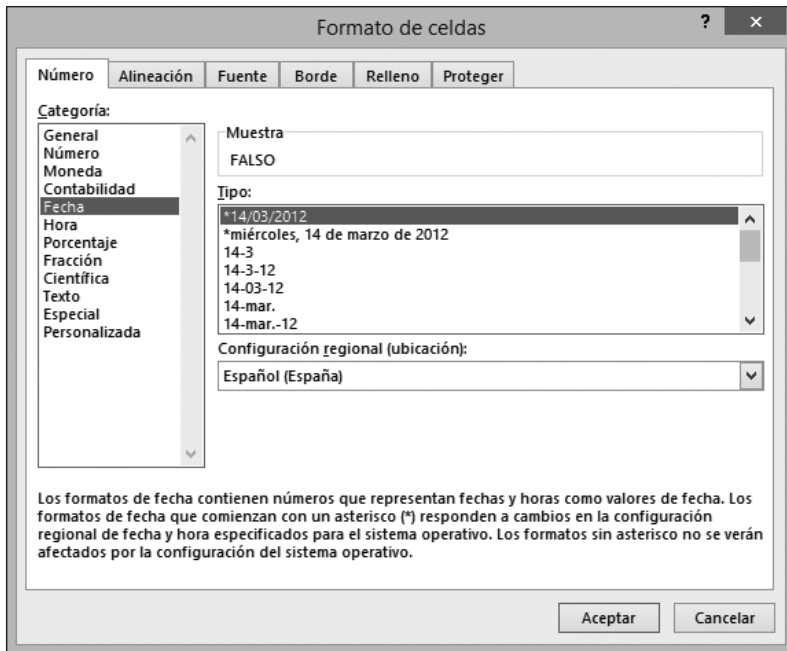 Formato de celdas
?
×
Número Alineación Fuente Borde Relleno Proteger
Categoría:
General
Número
Moneda
Contabilidad
Fecha
Hora
Porcentaje
Fracción
Científica
Texto
Especial
Personalizada
Muestra
FALSO
Tipo:
*14/03/2012
*miércoles, 14 de marzo de 2012
14-3
14-3-12
14-03-12
14-mar.
14-mar.-12
Configuración regional (ubicación):
Español (España)
Los formatos de fecha contienen números que representan fechas y horas como valores de fecha. Los
formatos de fecha que comienzan con un asterisco (*) responden a cambios en la configuración
regional de fecha y hora especificados para el sistema operativo. Los formatos sin asterisco no se verán
afectados por la configuración del sistema operativo.
Aceptar Cancelar